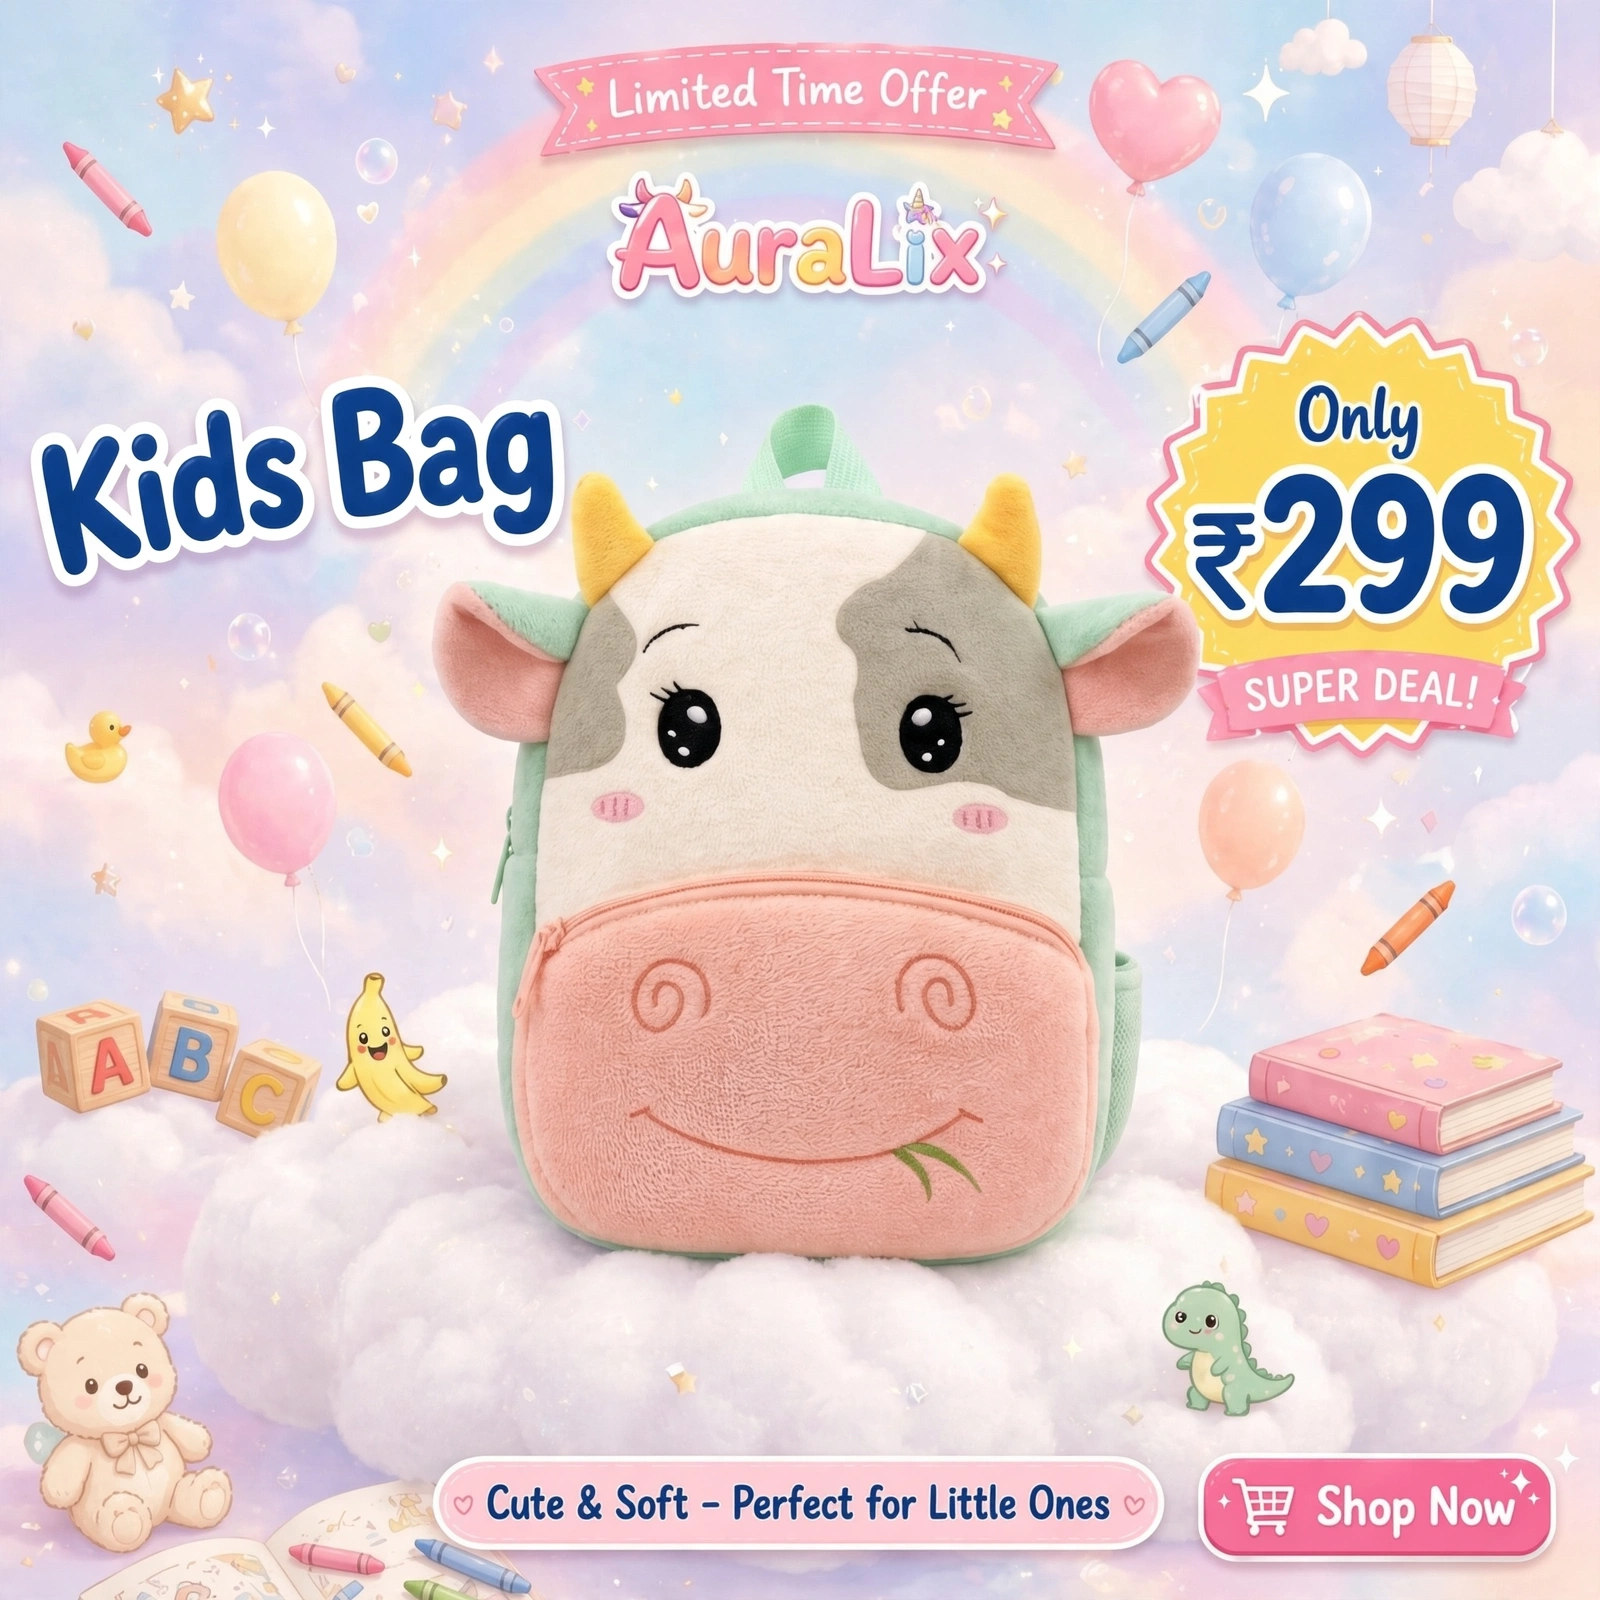 Limited Time Offer
AuraLix
Kids Bag
Only
₹299
SUPER DEAL!
A B C
Cute & Soft – Perfect for Little Ones
Shop Now